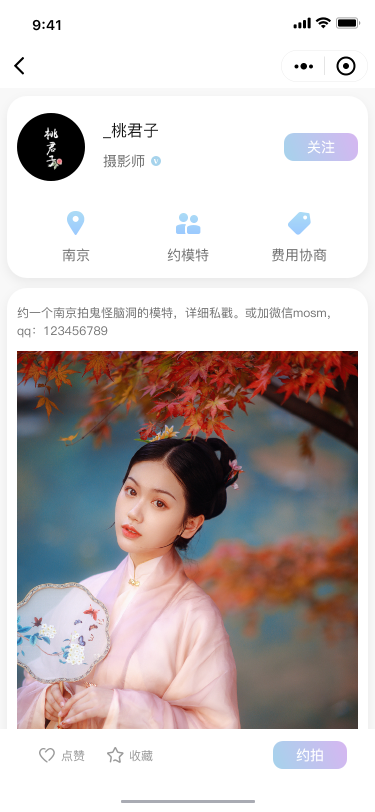 9:41
桃君子
_桃君子
摄影师
关注
南京
约模特
费用协商
约一个南京拍鬼怪脑洞的模特，详细私戳。或加微信mosm，
qq：123456789
点赞
收藏
约拍